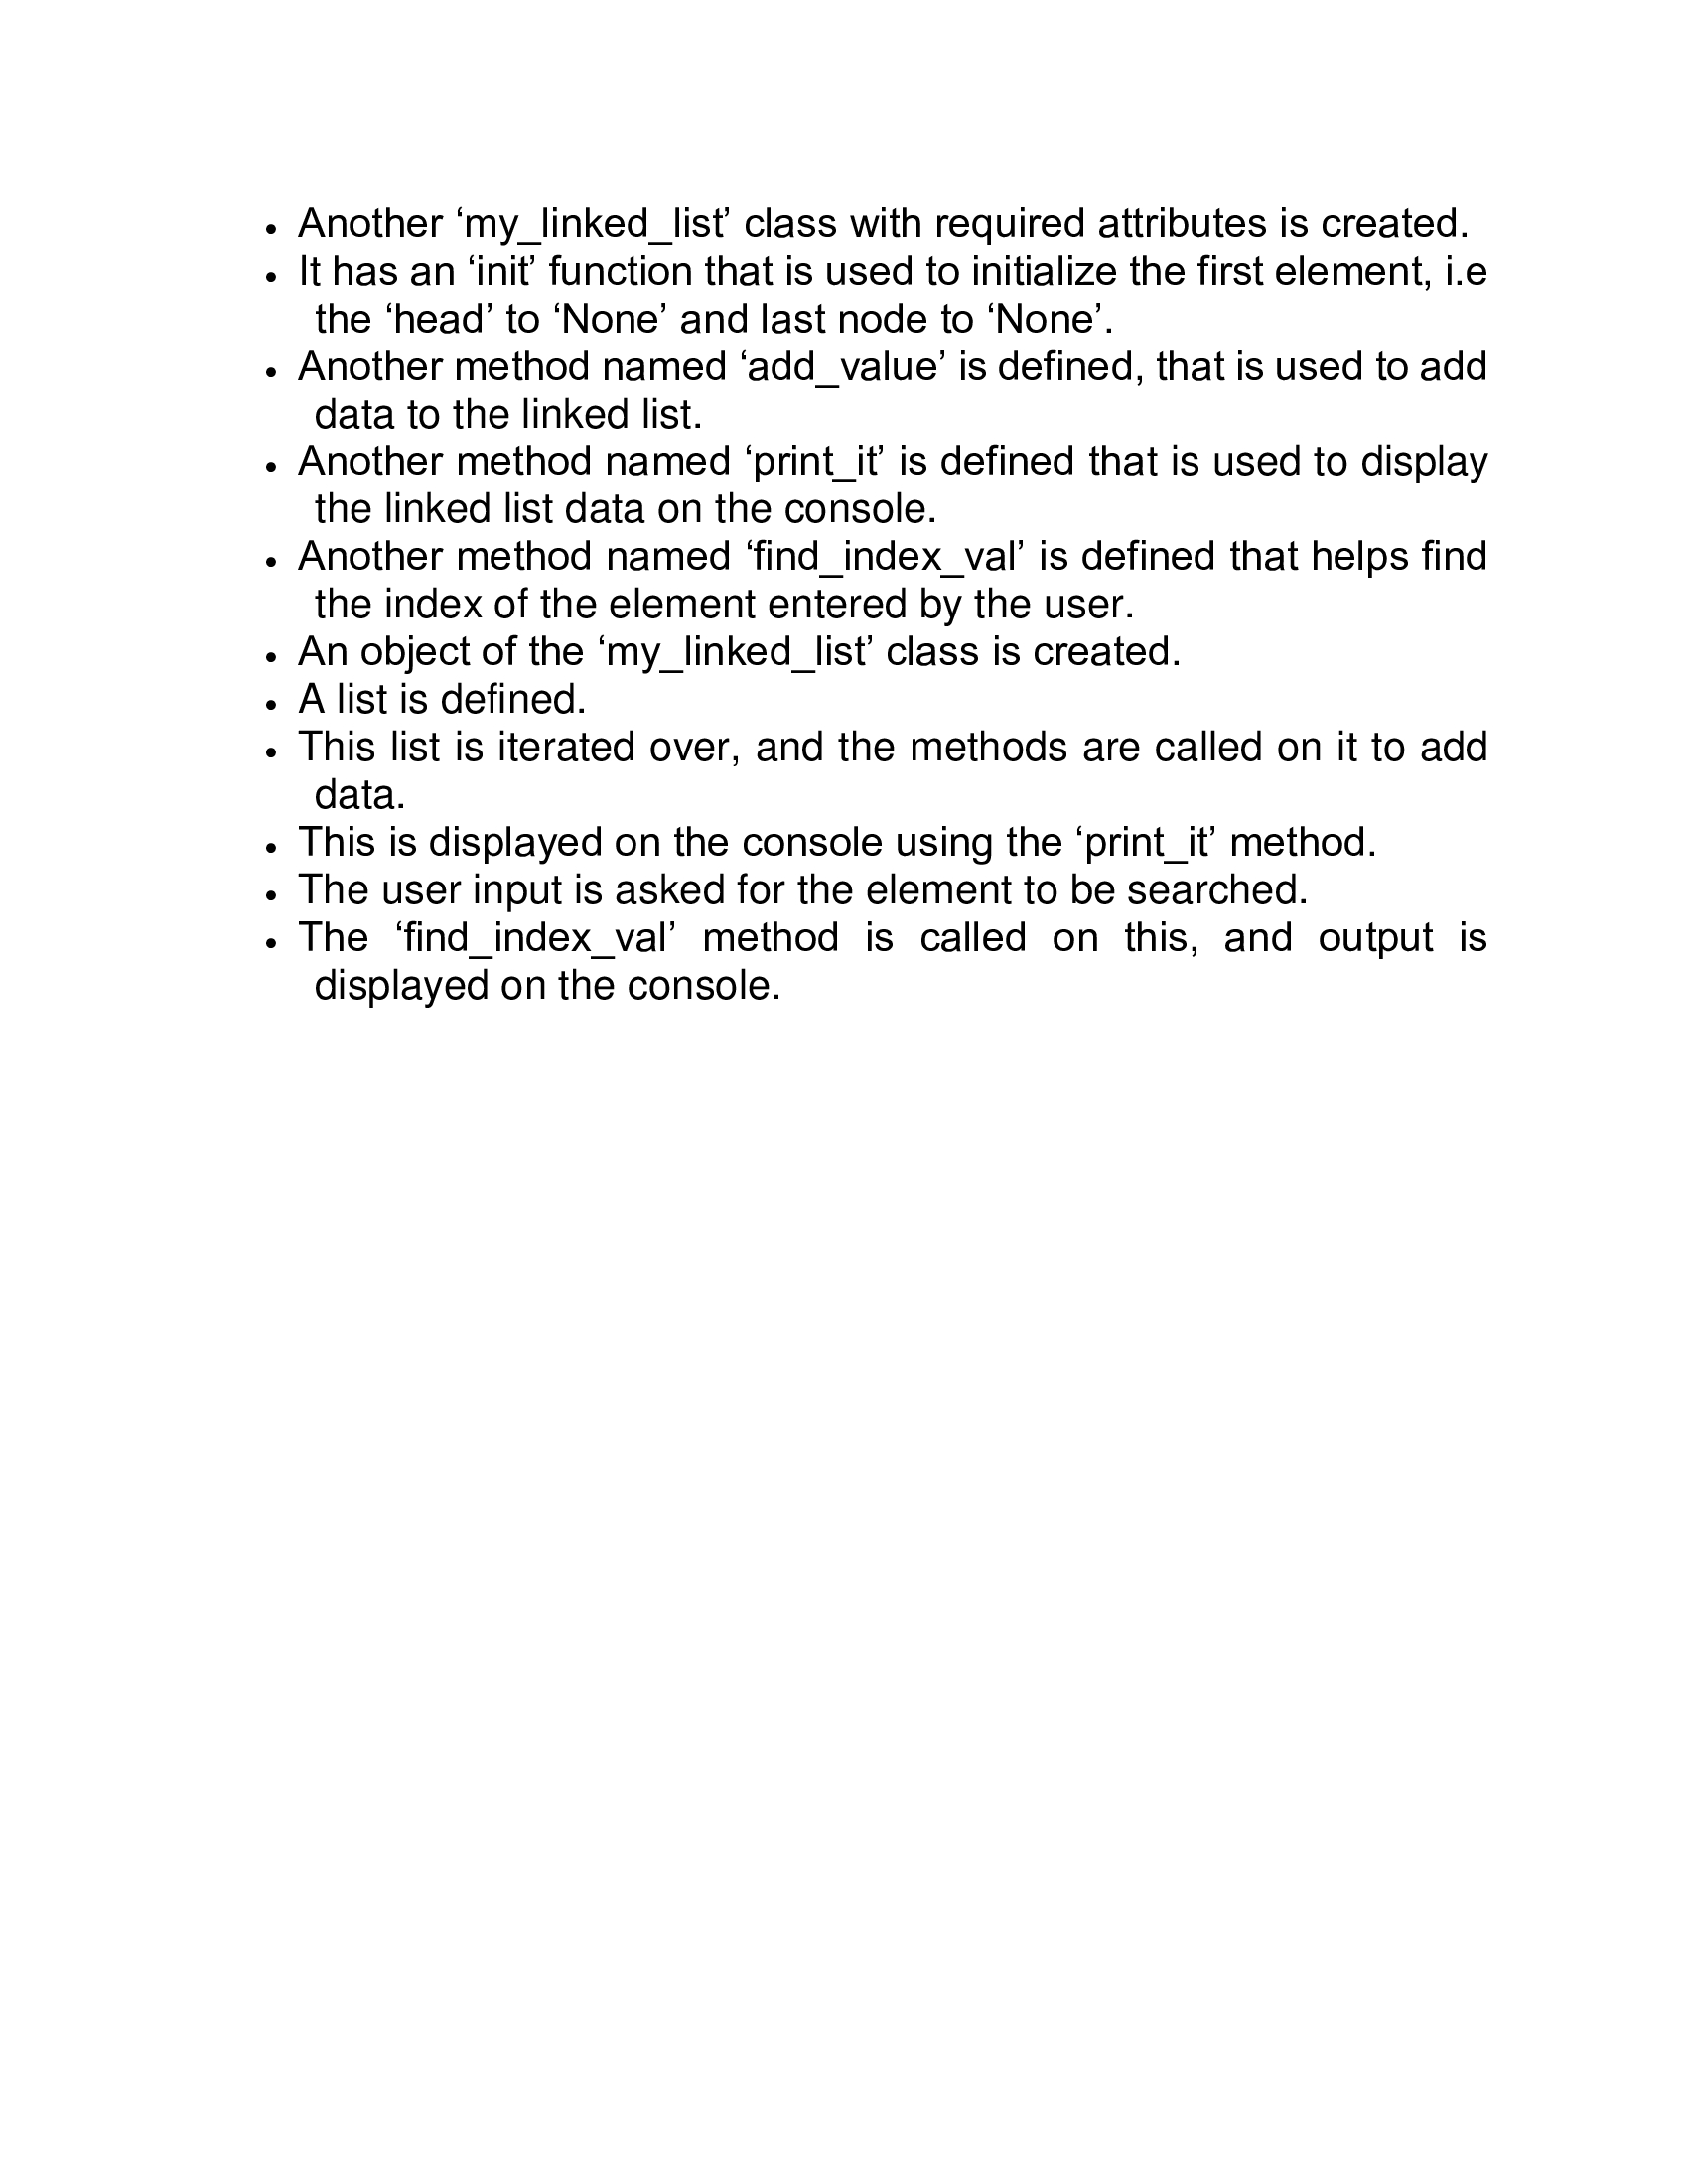 • Another ‘my_linked_list’ class with required attributes is created.
• It has an ‘init’ function that is used to initialize the first element, i.e
the ‘head’ to ‘None’ and last node to ‘None’.
• Another method named ‘add_value’ is defined, that is used to add
data to the linked list.
• Another method named ‘print_it’ is defined that is used to display
the linked list data on the console.
• Another method named ‘find_index_val’ is defined that helps find
the index of the element entered by the user.
• An object of the ‘my_linked_list’ class is created.
• A list is defined.
• This list is iterated over, and the methods are called on it to add
data.
• This is displayed on the console using the ‘print_it’ method.
• The user input is asked for the element to be searched.
• The ‘find_index_val’ method is called on this, and output is
displayed on the console.